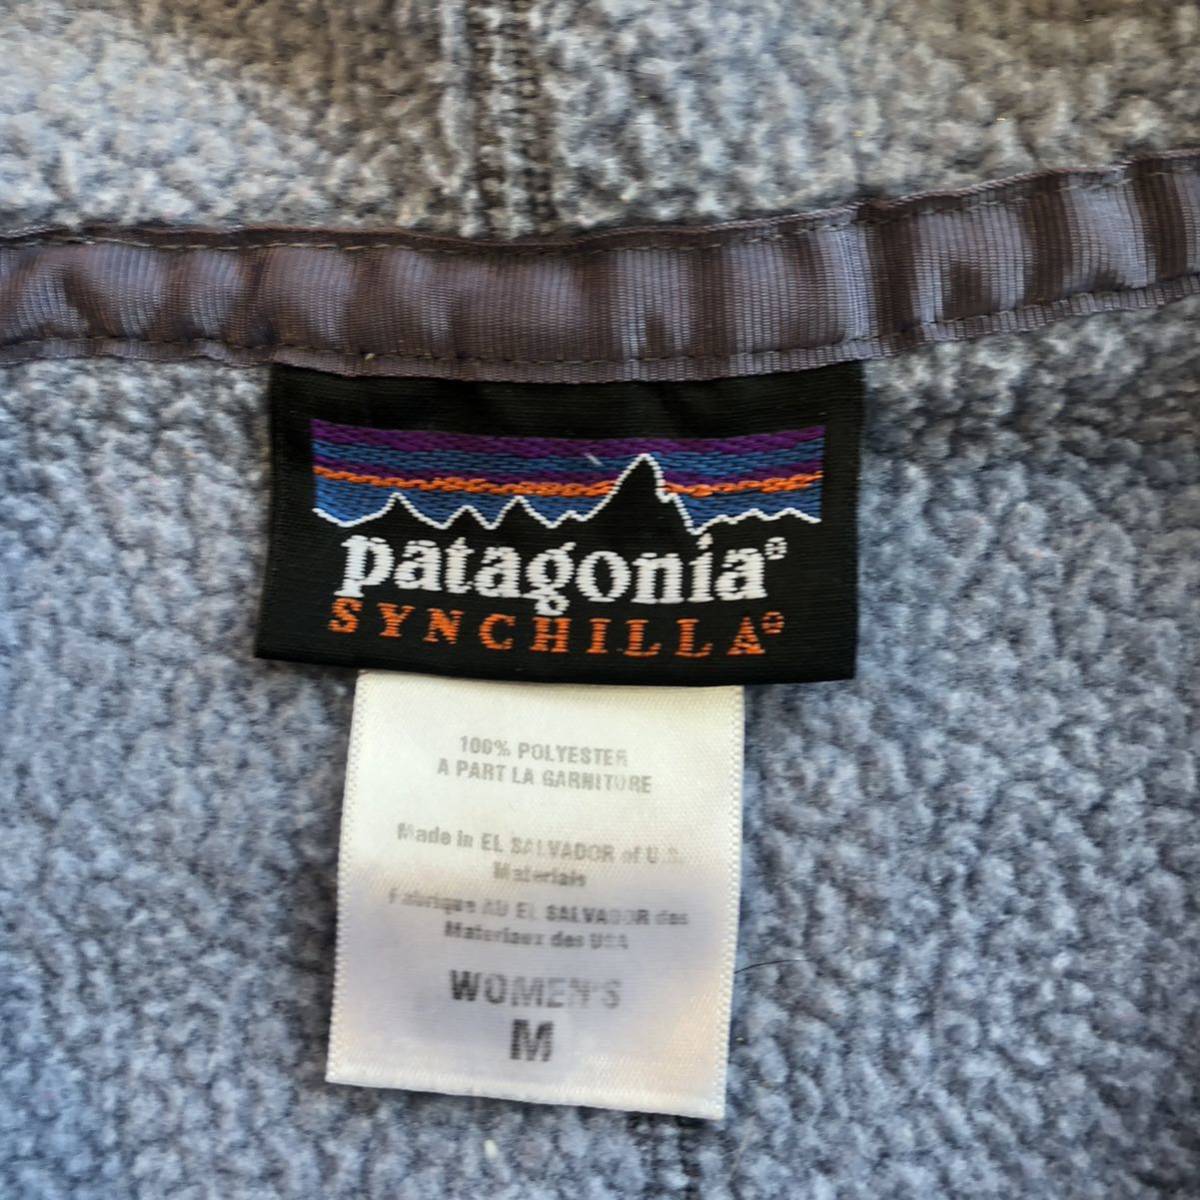 patagonia®
SYNCHILLA®
100% POLYESTER
A PART LA GARNITURE
Made in EL SALVADOR of U.S.
Materials
Fabrique AU EL SALVADOR des
Materiaux des USA
WOMEN'S
M